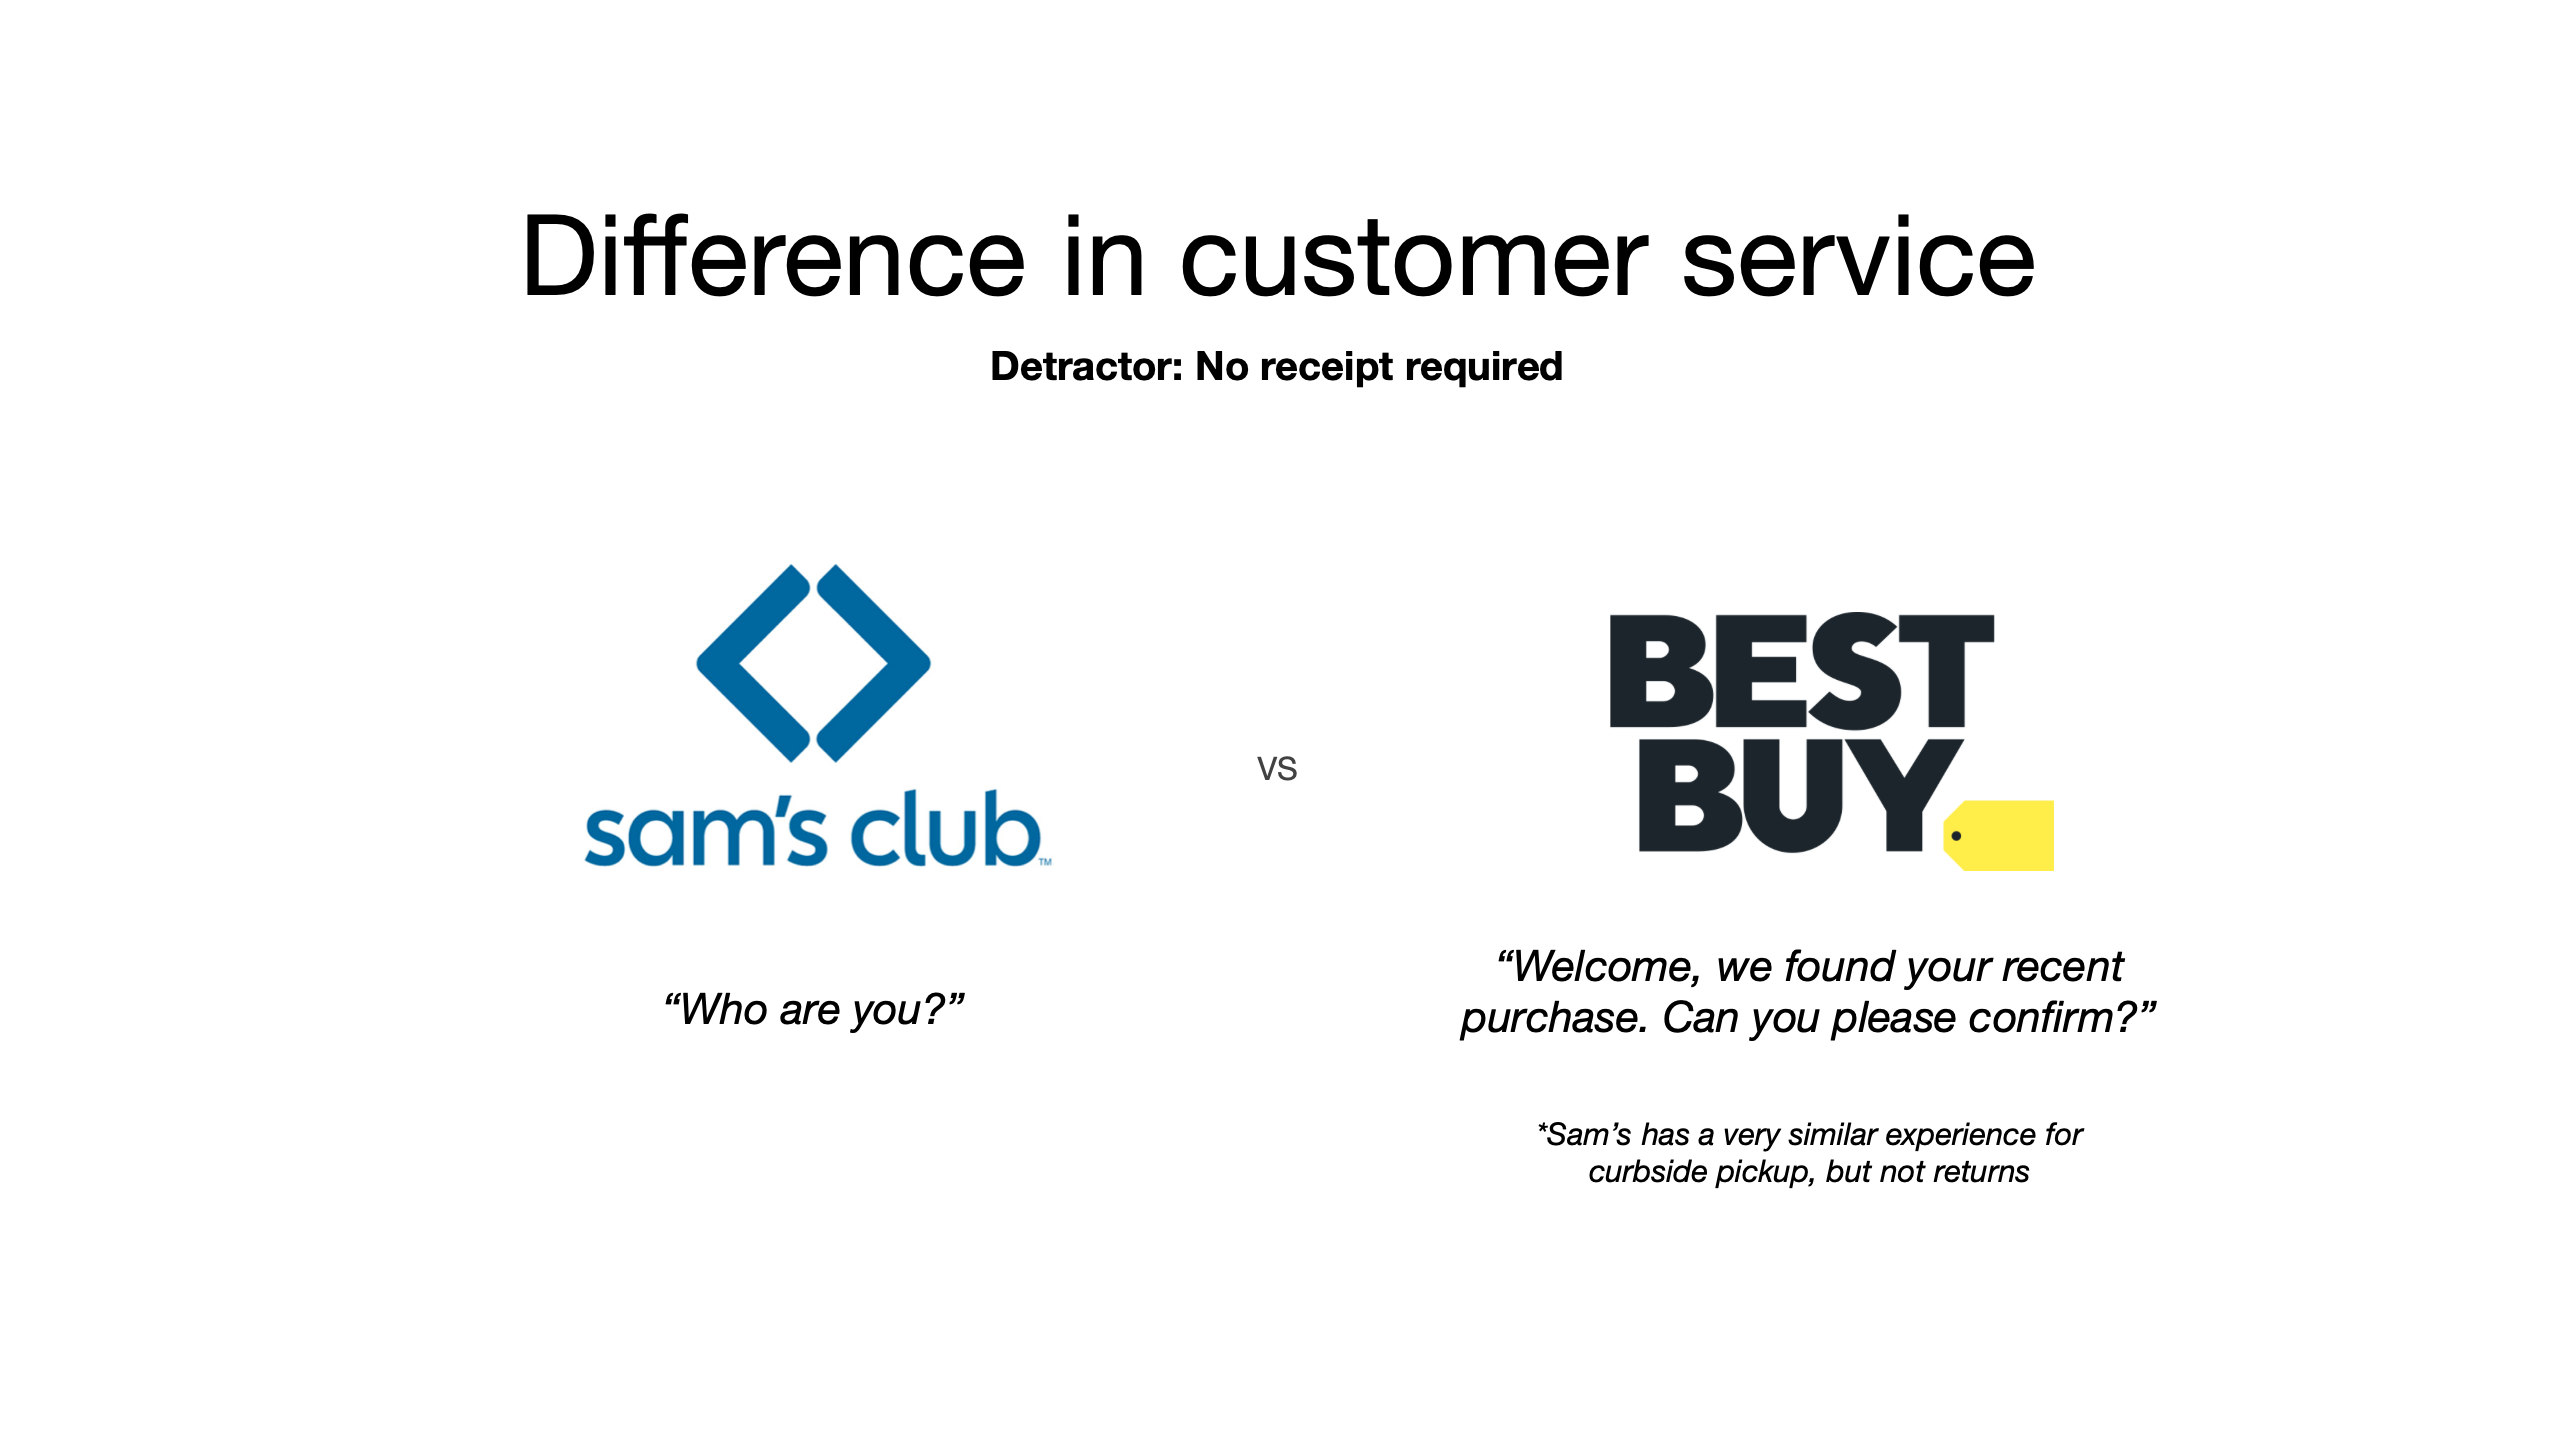 Difference in customer service
Detractor: No receipt required
sam's club™
“Who are you?”
vs
BEST
BUY
“Welcome, we found your recent
purchase. Can you please confirm?”
*Sam’s has a very similar experience for
curbside pickup, but not returns